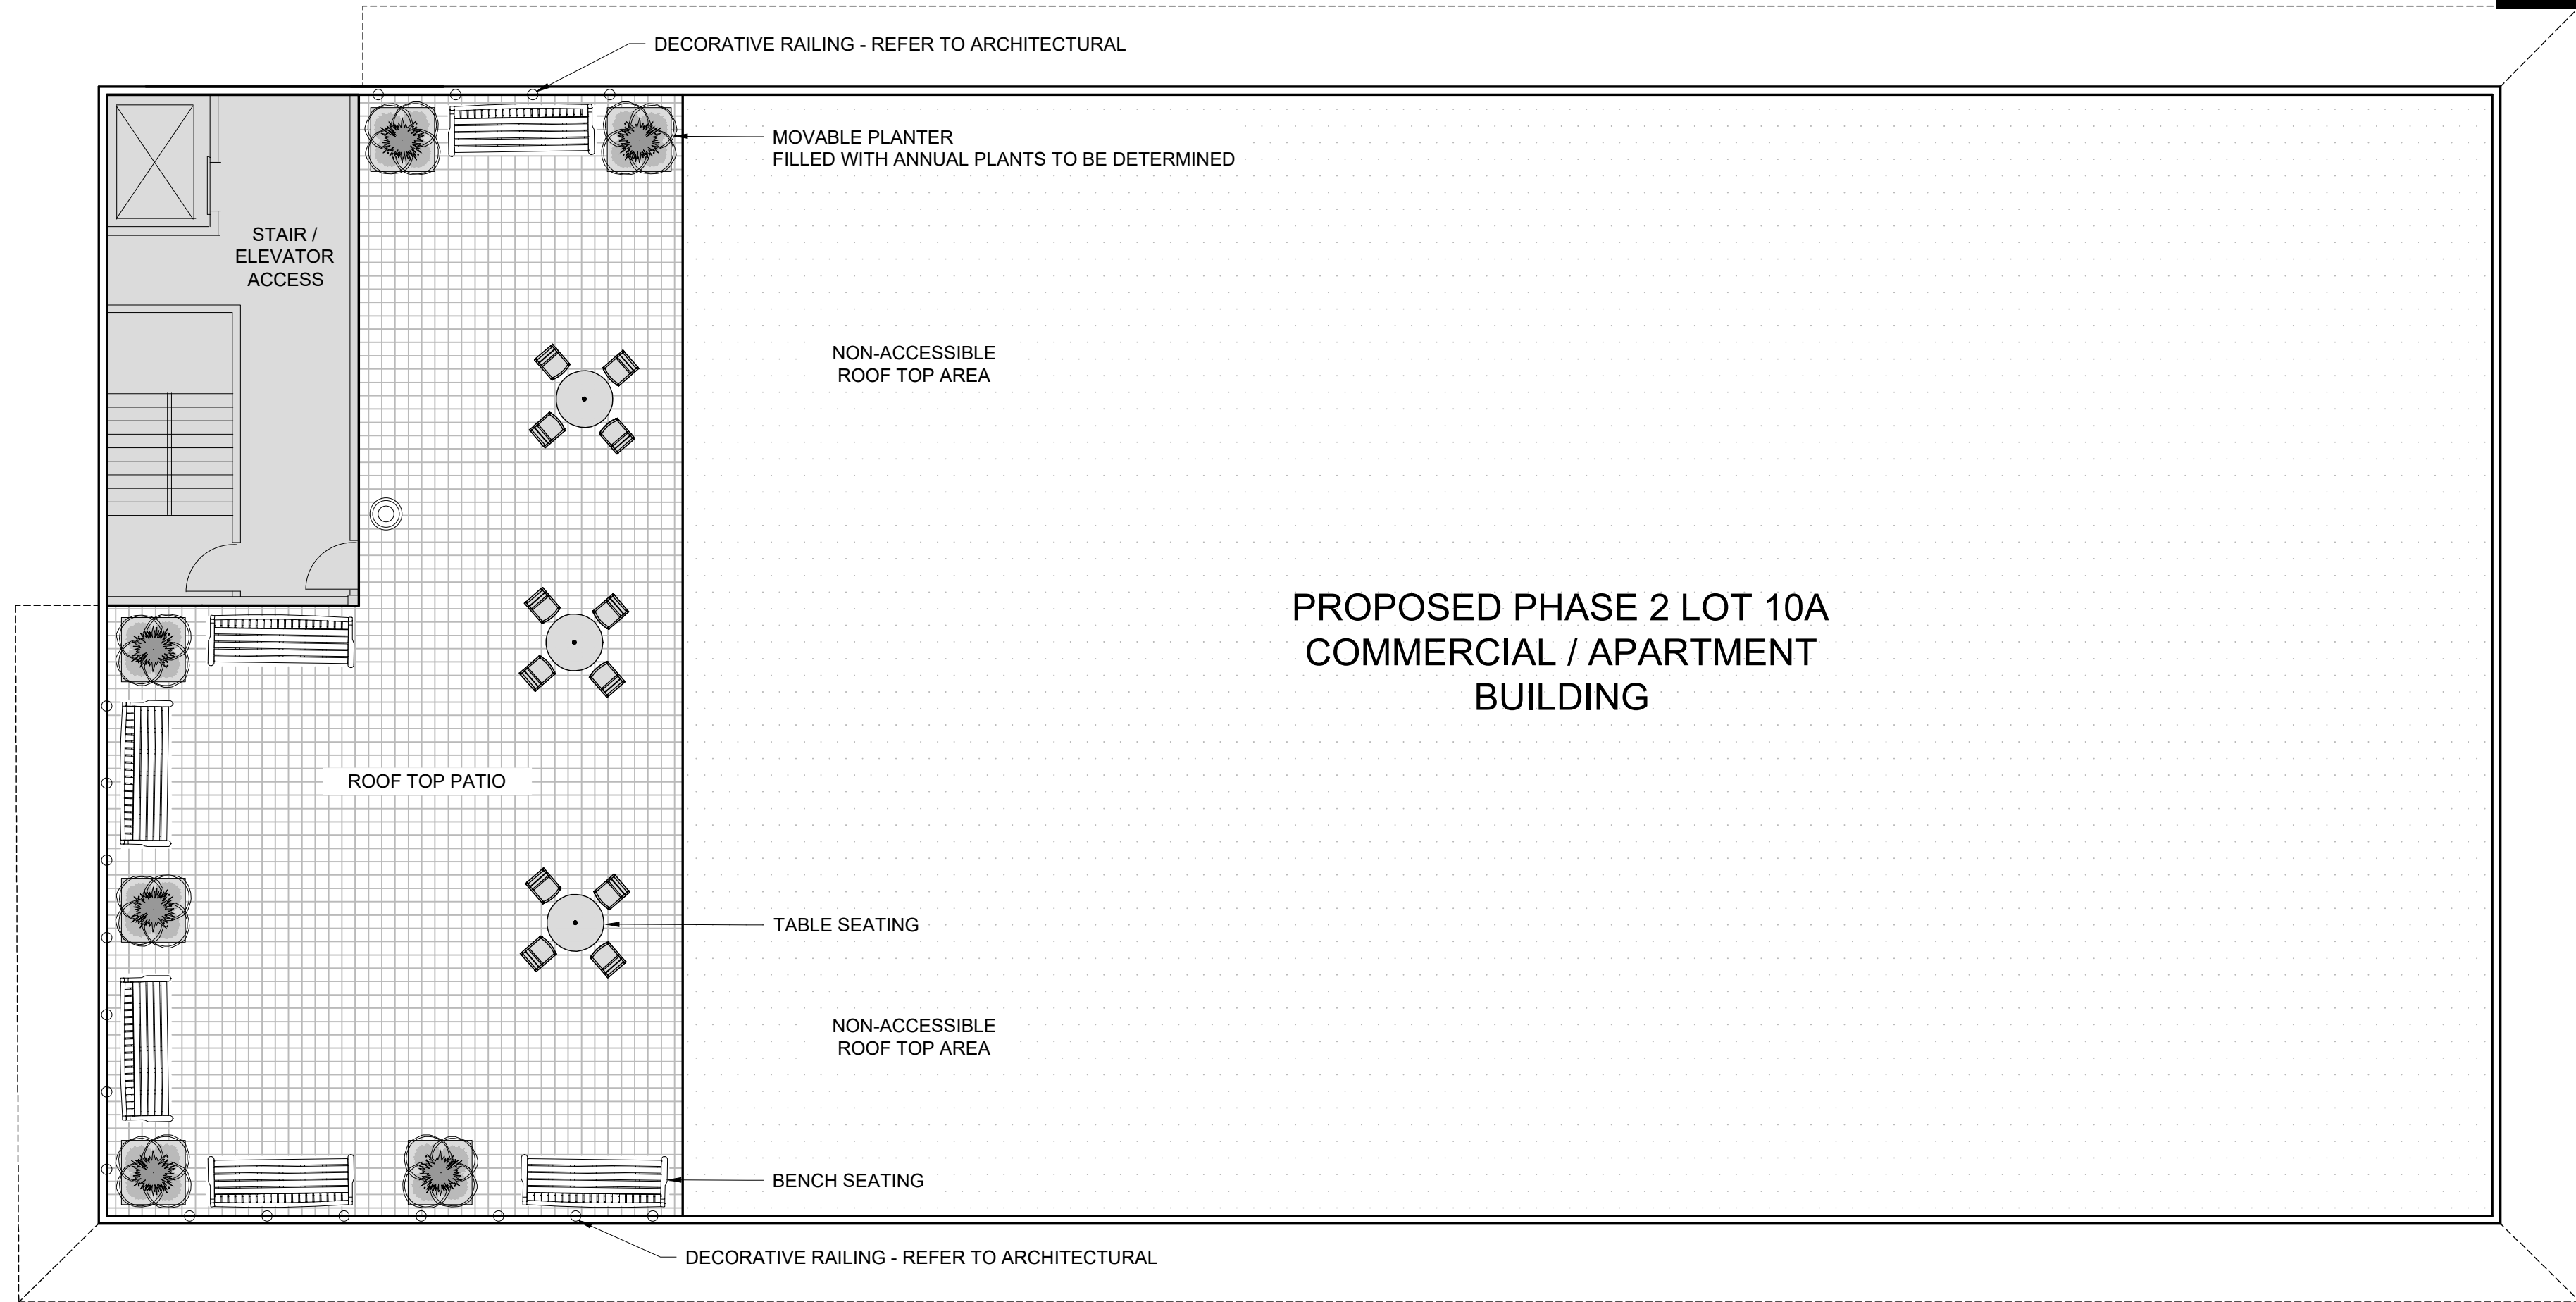 DECORATIVE RAILING - REFER TO ARCHITECTURAL
MOVABLE PLANTER
FILLED WITH ANNUAL PLANTS TO BE DETERMINED
STAIR /
ELEVATOR
ACCESS
NON-ACCESSIBLE
ROOF TOP AREA
PROPOSED PHASE 2 LOT 10A
COMMERCIAL / APARTMENT
BUILDING
ROOF TOP PATIO
TABLE SEATING
NON-ACCESSIBLE
ROOF TOP AREA
BENCH SEATING
DECORATIVE RAILING - REFER TO ARCHITECTURAL